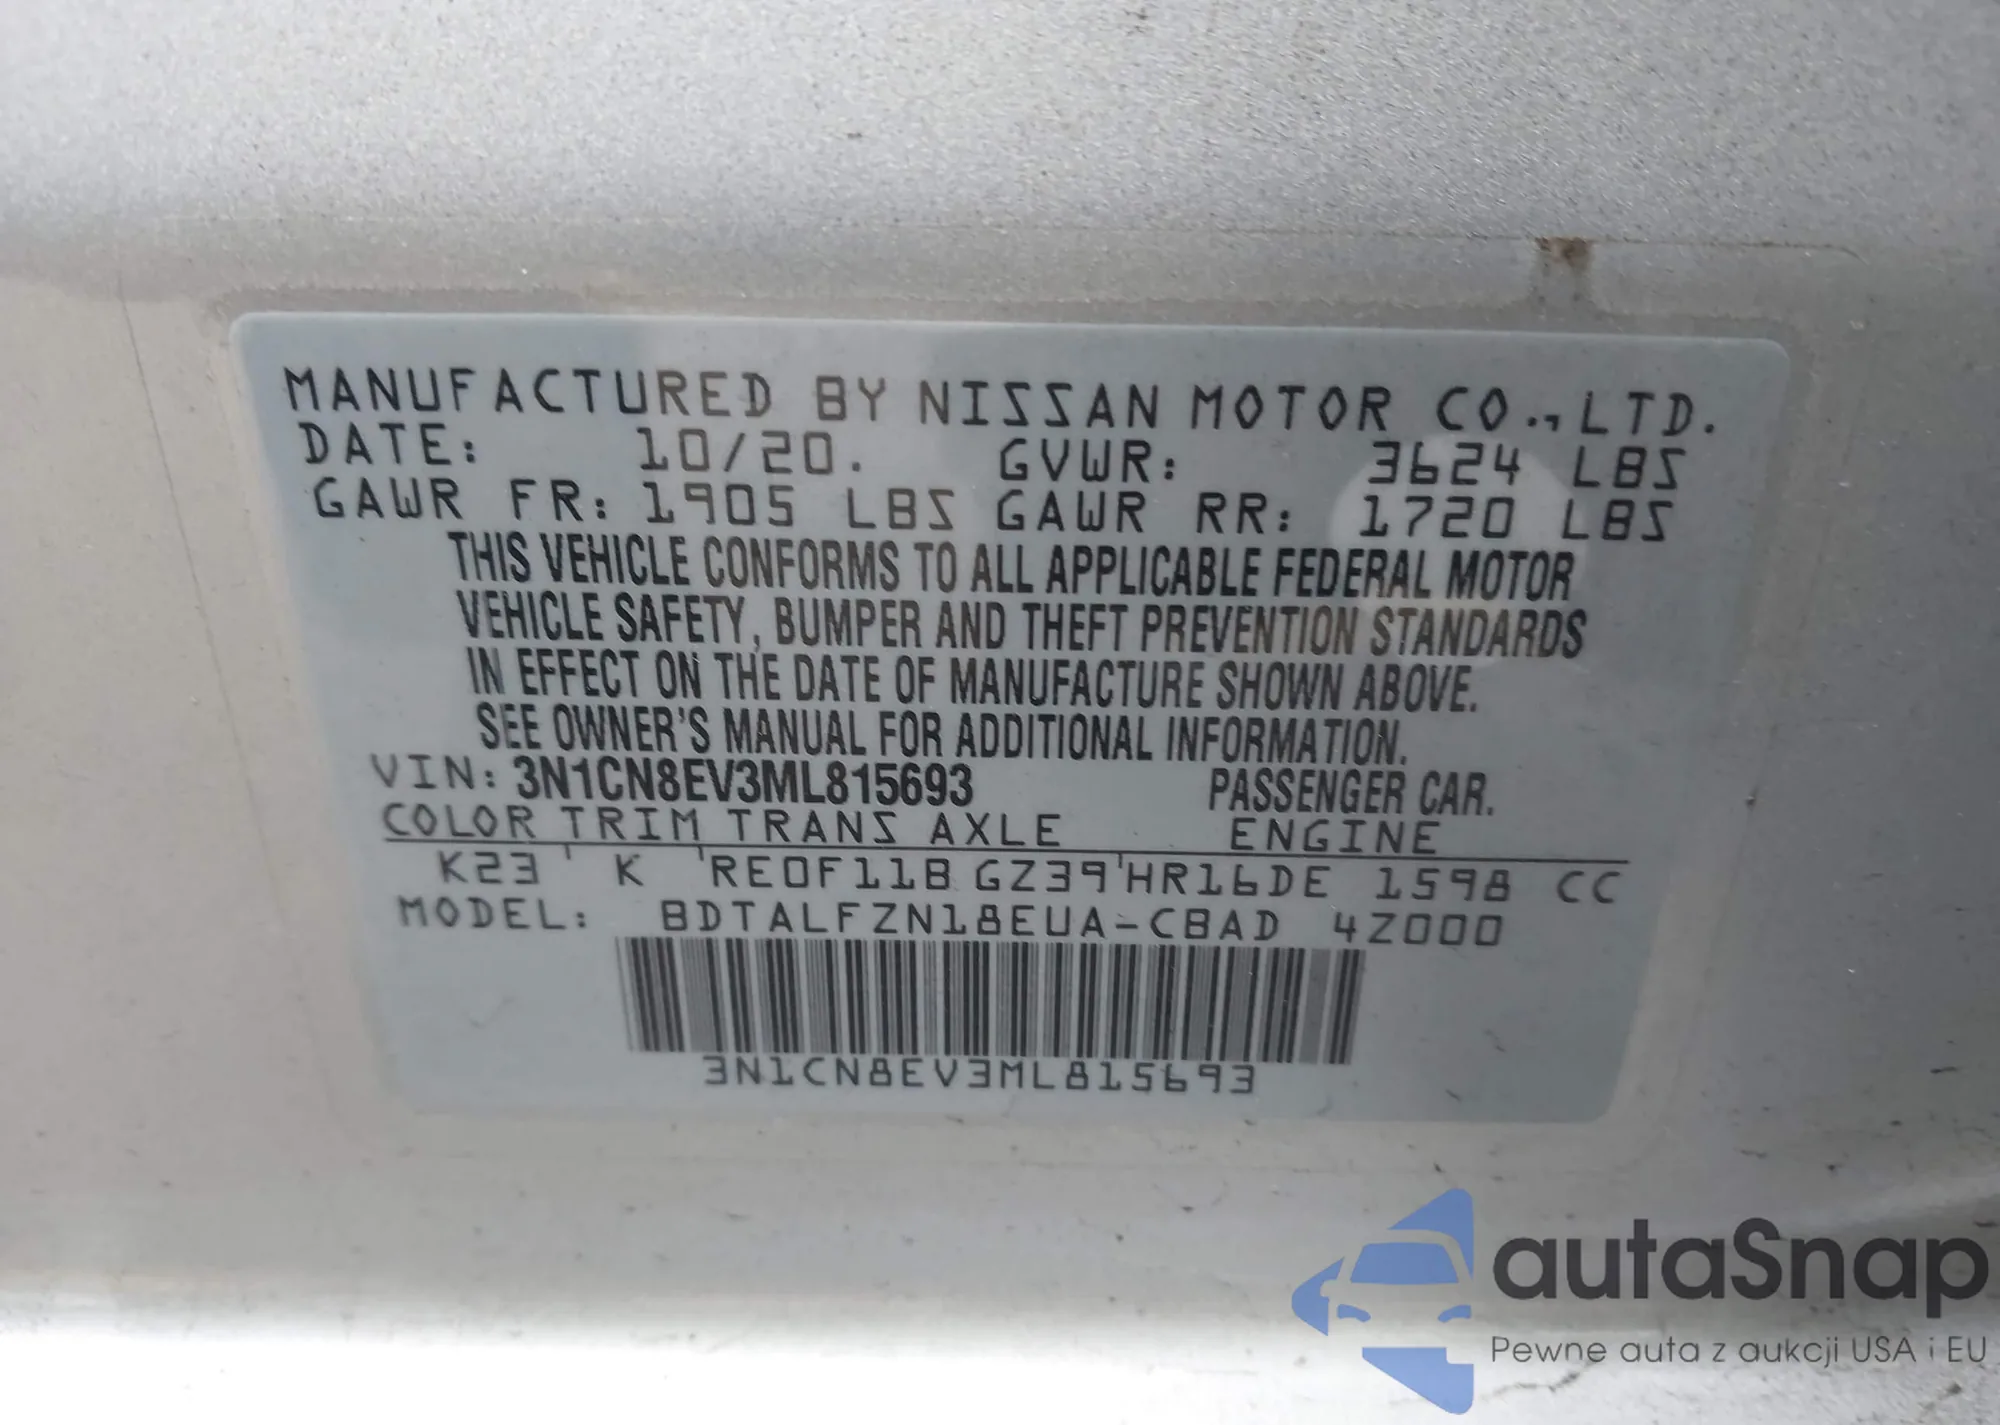 MANUFACTURED BY NISSAN MOTOR CO.,LTD.
DATE: 10/20. GVWR: 3624 LBS
GAWR FR: 1905 LBS GAWR RR: 1720 LBS
THIS VEHICLE CONFORMS TO ALL APPLICABLE FEDERAL MOTOR
VEHICLE SAFETY, BUMPER AND THEFT PREVENTION STANDARDS
IN EFFECT ON THE DATE OF MANUFACTURE SHOWN ABOVE.
SEE OWNER'S MANUAL FOR ADDITIONAL INFORMATION.
VIN: 3N1CN8EV3ML815693 PASSENGER CAR.
COLOR TRIM TRANS AXLE ENGINE
K23 K RE0F11B GZ39 HR16DE 1598 CC
MODEL: BDTALFZN18EUA-CBAD 4Z000
3N1CN8EV3ML815693
autaSnap
Pewne auta z aukcji USA i EU